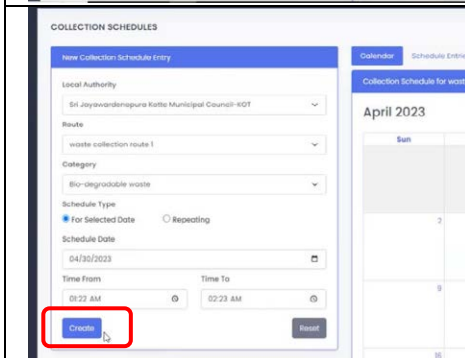 COLLECTION SCHEDULES
New Collection Schedule Entry
Local Authority
Sri Jayawardenapura Kotte Municipal Council-KOT
Route
waste collection route 1
Category
Bio-degradable waste
Schedule Type
For Selected Date
Repeating
Schedule Date
04/30/2023
Time From
Time To
01:22 AM
02:23 AM
Create
Reset
Calendar
Schedule Entrie
Collection Schedule for wast
April 2023
Sun
2
9
16